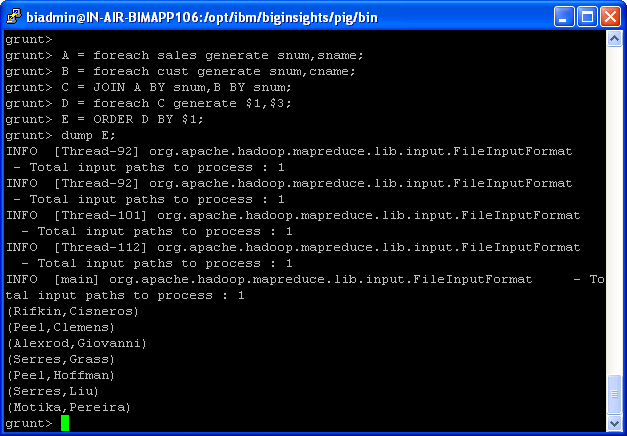 biadmin@IN-AIR-BIMAPP106:/opt/ibm/biginsights/pig/bin
grunt>
grunt> A = foreach sales generate snum,sname;
grunt> B = foreach cust generate snum,cname;
grunt> C = JOIN A BY snum,B BY snum;
grunt> D = foreach C generate $1,$3;
grunt> E = ORDER D BY $1;
grunt> dump E;
INFO  [Thread-92] org.apache.hadoop.mapreduce.lib.input.FileInputFormat
 - Total input paths to process : 1
INFO  [Thread-92] org.apache.hadoop.mapreduce.lib.input.FileInputFormat
 - Total input paths to process : 1
INFO  [Thread-101] org.apache.hadoop.mapreduce.lib.input.FileInputFormat
  - Total input paths to process : 1
INFO  [Thread-112] org.apache.hadoop.mapreduce.lib.input.FileInputFormat
  - Total input paths to process : 1
INFO  [main] org.apache.hadoop.mapreduce.lib.input.FileInputFormat     - To
tal input paths to process : 1
(Rifkin,Cisneros)
(Peel,Clemens)
(Alexrod,Giovanni)
(Serres,Grass)
(Peel,Hoffman)
(Serres,Liu)
(Motika,Pereira)
grunt>